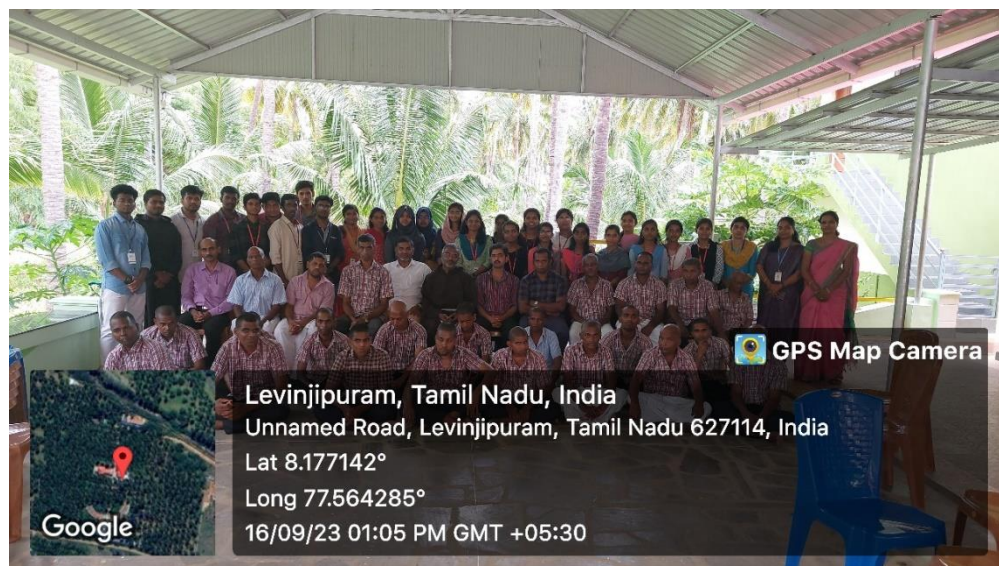 GPS Map Camera
Levinjipuram, Tamil Nadu, India
Unnamed Road, Levinjipuram, Tamil Nadu 627114, India
Lat 8.177142°
Long 77.564285°
16/09/23 01:05 PM GMT +05:30
Google